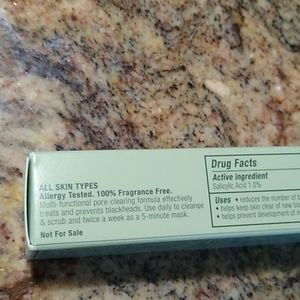 ALL SKIN TYPES
Allergy Tested. 100% Fragrance Free.
Multi-functional pore-clearing formula effectively
treats and prevents blackheads. Use daily to cleanse
& scrub and twice a week as a 5-minute mask.
Not For Sale
Drug Facts
Active ingredient
Salicylic Acid 1.0%
Uses • reduces the number of
• helps keep skin clear of new
• helps prevent development of